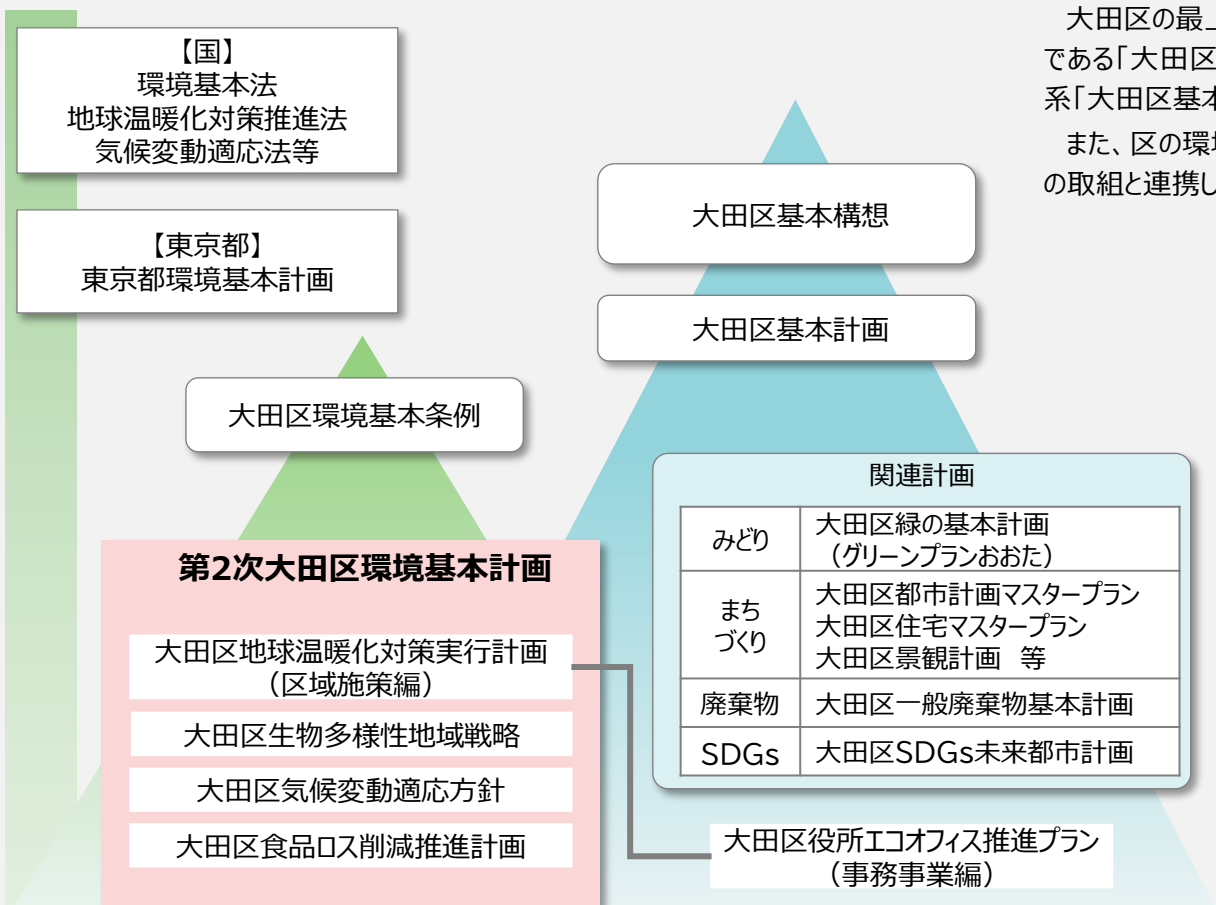 【国】
環境基本法
地球温暖化対策推進法
気候変動適応法等
【東京都】
東京都環境基本計画
大田区環境基本条例
第2次大田区環境基本計画
大田区地球温暖化対策実行計画
（区域施策編）
大田区生物多様性地域戦略
大田区気候変動適応方針
大田区食品ロス削減推進計画
大田区基本構想
大田区基本計画
関連計画
みどり
大田区緑の基本計画
（グリーンプランおおた）
まち
づくり
大田区都市計画マスタープラン
大田区住宅マスタープラン
大田区景観計画 等
廃棄物
大田区一般廃棄物基本計画
SDGs
大田区SDGs未来都市計画
大田区役所エコオフィス推進プラン
（事務事業編）
大田区の最
である「大田区
系「大田区基
また、区の環
の取組と連携し